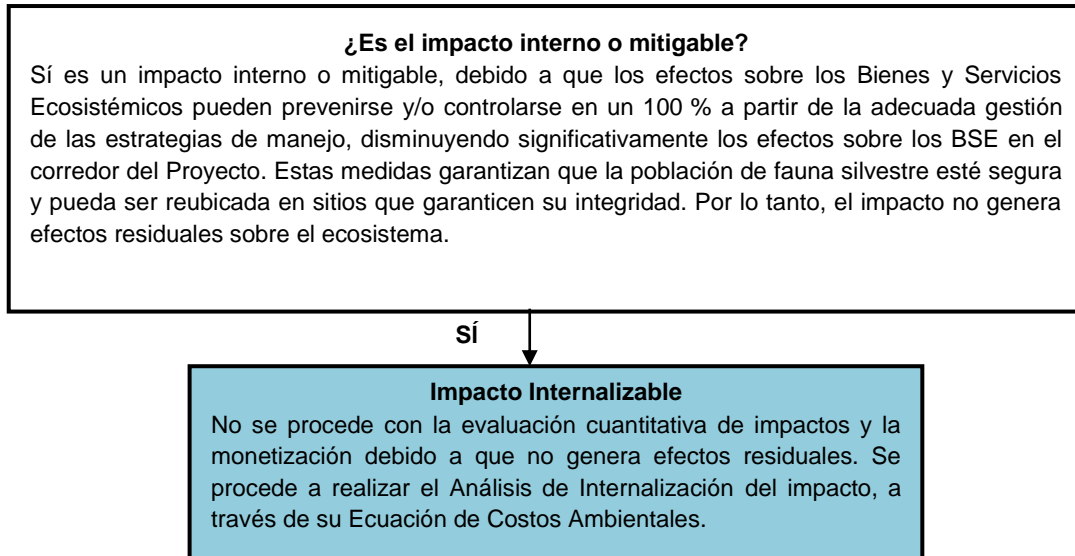 ¿Es el impacto interno o mitigable?
Sí es un impacto interno o mitigable, debido a que los efectos sobre los Bienes y Servicios
Ecosistémicos pueden prevenirse y/o controlarse en un 100 % a partir de la adecuada gestión
de las estrategias de manejo, disminuyendo significativamente los efectos sobre los BSE en el
corredor del Proyecto. Estas medidas garantizan que la población de fauna silvestre esté segura
y pueda ser reubicada en sitios que garanticen su integridad. Por lo tanto, el impacto no genera
efectos residuales sobre el ecosistema.
SÍ
Impacto Internalizable
No se procede con la evaluación cuantitativa de impactos y la
monetización debido a que no genera efectos residuales. Se
procede a realizar el Análisis de Internalización del impacto, a
través de su Ecuación de Costos Ambientales.